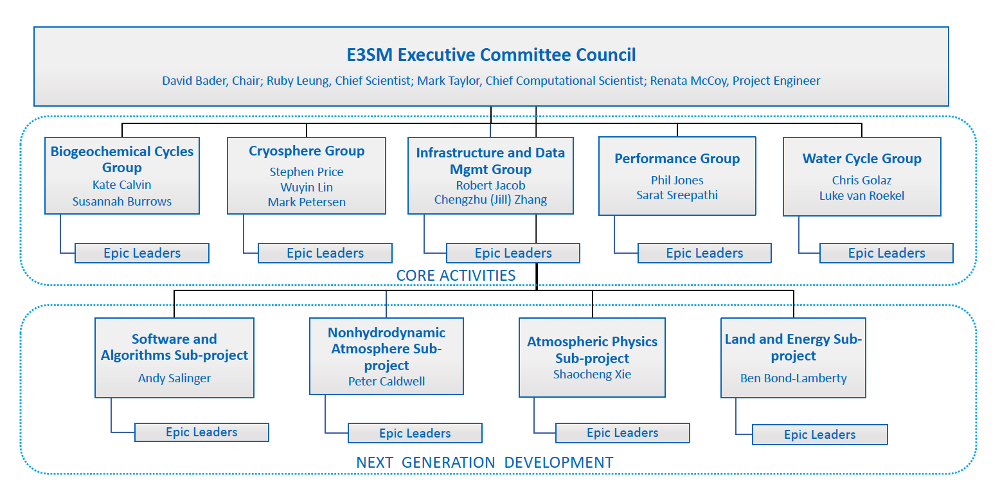 E3SM Executive Committee Council
David Bader, Chair; Ruby Leung, Chief Scientist; Mark Taylor, Chief Computational Scientist; Renata McCoy, Project Engineer
Biogeochemical Cycles
Group
Kate Calvin
Susannah Burrows
Epic Leaders
Cryosphere Group
Stephen Price
Wuyin Lin
Mark Petersen
Epic Leaders
Infrastructure and Data
Mgmt Group
Robert Jacob
Chengzhu (Jill) Zhang
Epic Leaders
Performance Group
Phil Jones
Sarat Sreepathi
Epic Leaders
Water Cycle Group
Chris Golaz
Luke van Roekel
Epic Leaders
CORE ACTIVITIES
Software and
Algorithms Sub-project
Andy Salinger
Epic Leaders
Nonhydrodynamic
Atmosphere Sub-
project
Peter Caldwell
Epic Leaders
Atmospheric Physics
Sub-project
Shaocheng Xie
Epic Leaders
Land and Energy Sub-
project
Ben Bond-Lamberty
Epic Leaders
NEXT GENERATION DEVELOPMENT